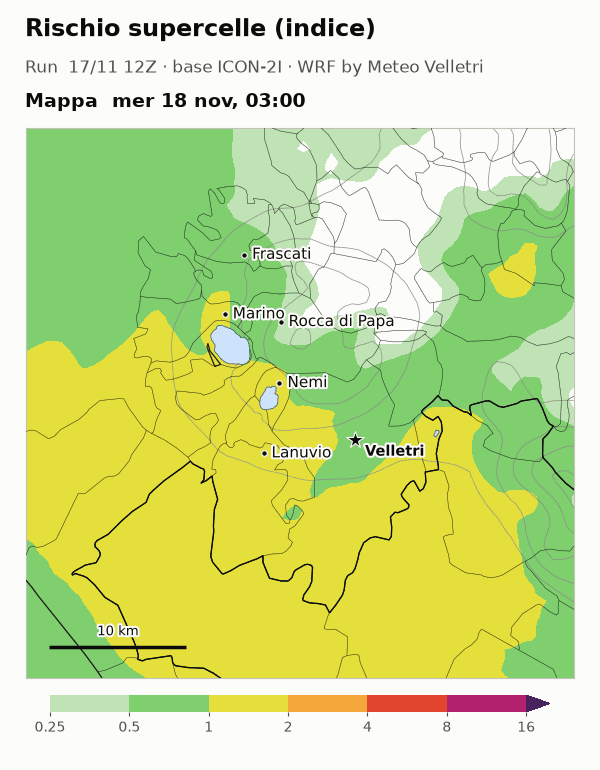 Rischio supercelle (indice)
Run  17/11 12Z · base ICON-2I · WRF by Meteo Velletri
Mappa  mer 18 nov, 03:00
Frascati
Marino
Rocca di Papa
Nemi
Velletri
Lanuvio
10 km
0.25 0.5 1 2 4 8 16